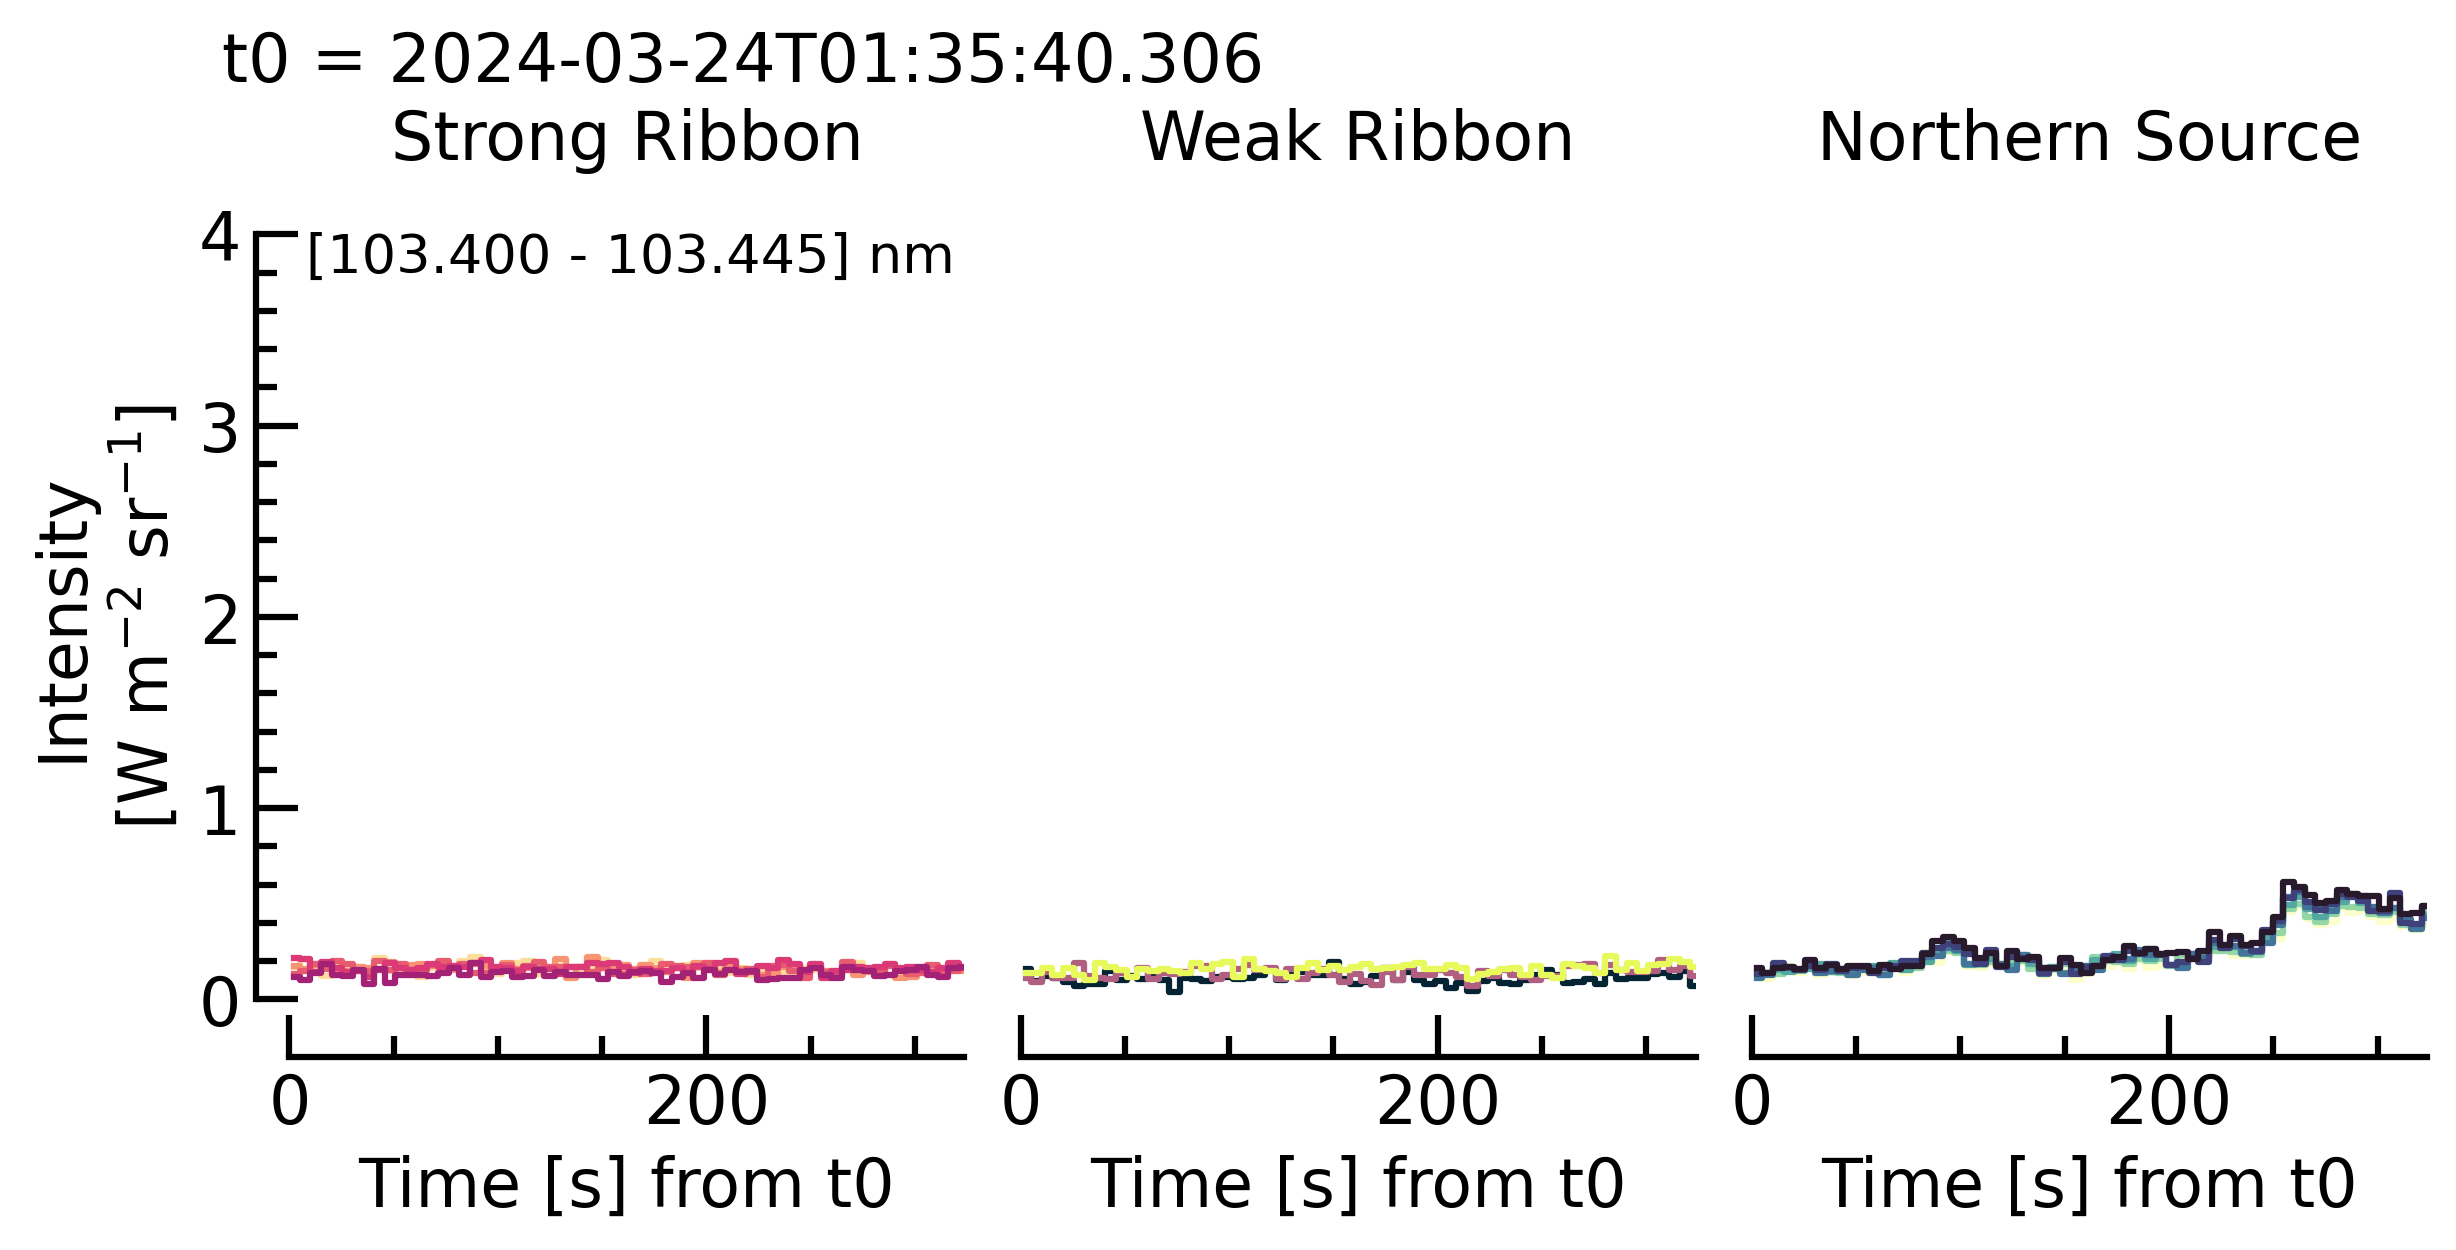 t0 = 2024-03-24T01:35:40.306
Strong Ribbon
Weak Ribbon
Northern Source
[103.400 - 103.445] nm
Intensity
[W m⁻² sr⁻¹]
4
3
2
1
0
0 200
0 200
0 200
Time [s] from t0
Time [s] from t0
Time [s] from t0